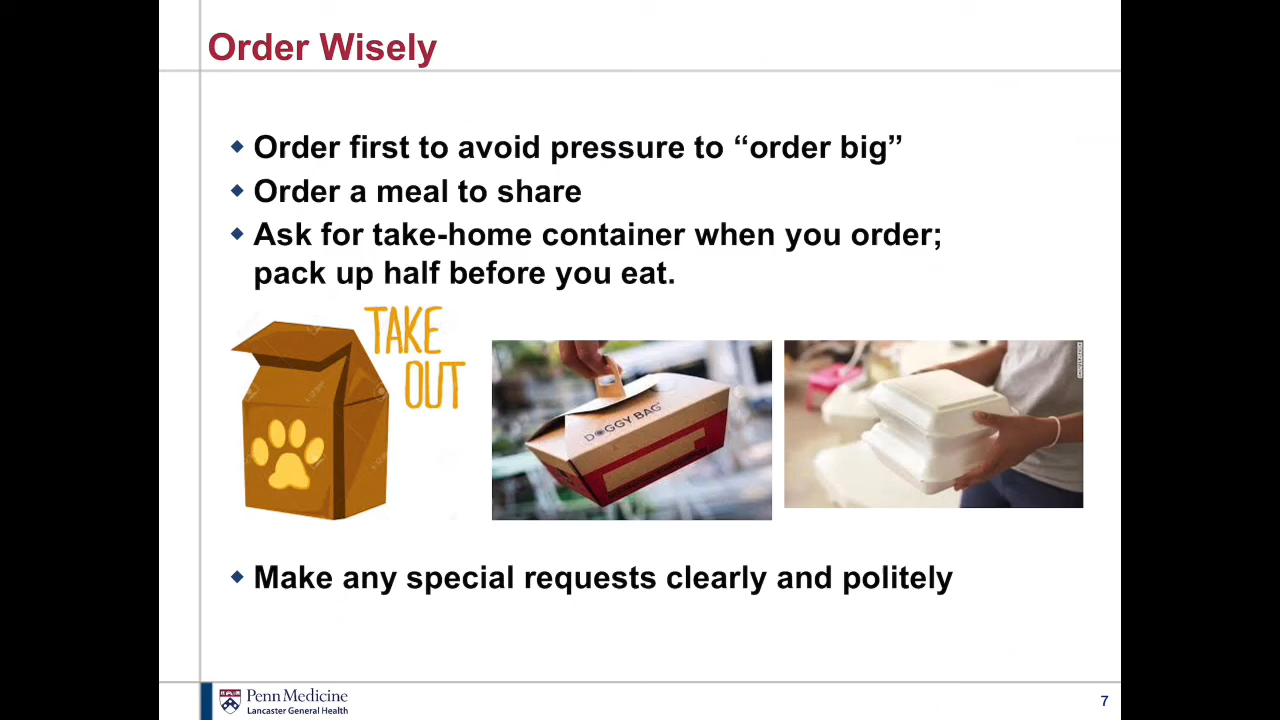 Order Wisely
Order first to avoid pressure to “order big”
Order a meal to share
Ask for take-home container when you order;
pack up half before you eat.
TAKE
OUT
DOGGY BAG
Make any special requests clearly and politely
Penn Medicine
Lancaster General Health
7